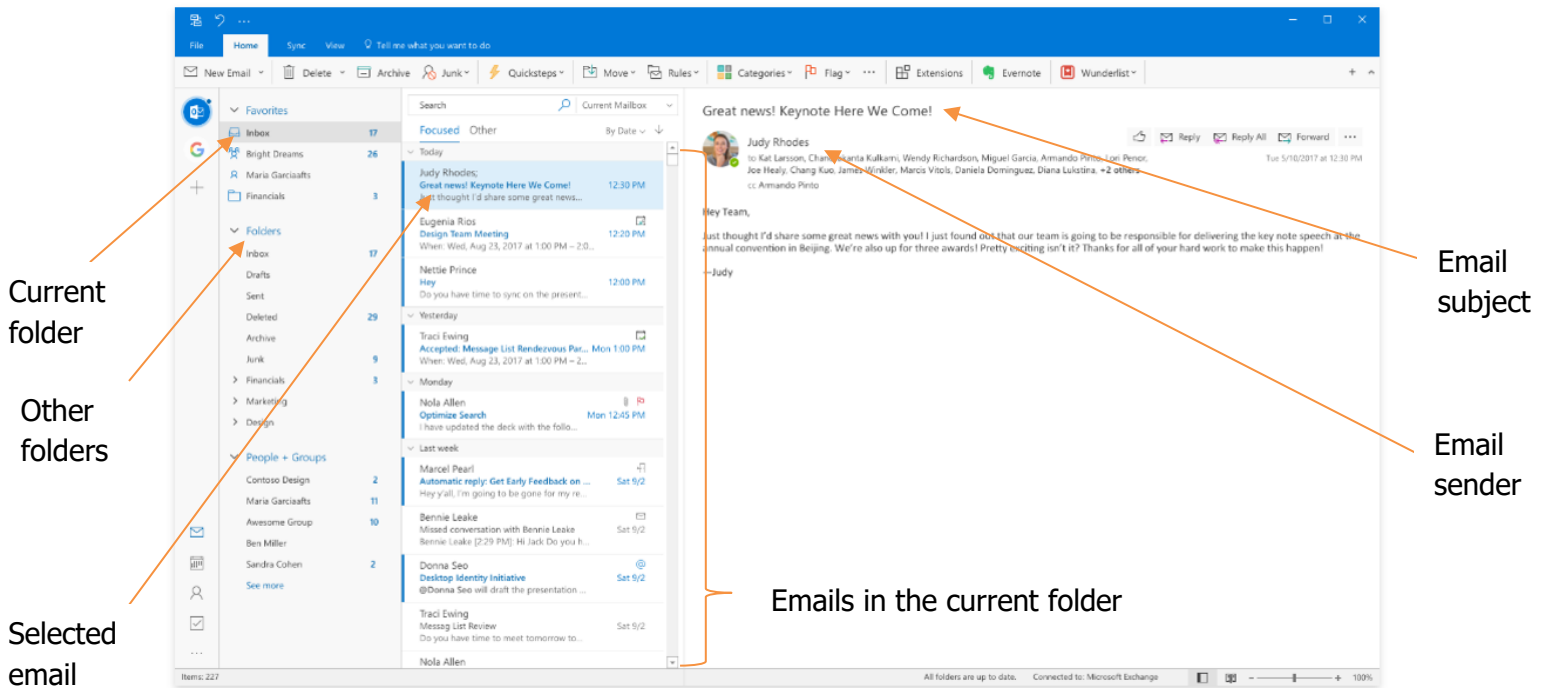 File Home Sync View Tell me what you want to do
New Email Delete Archive Junk Quicksteps Move Rules Categories Flag ... Extensions Evernote Wunderlist
Favorites
Inbox 17
Bright Dreams 26
Maria Garciaafts
Financials 3
Folders
Inbox 17
Drafts
Sent
Deleted 29
Archive
Junk 9
Financials 3
Marketing
Design
People + Groups
Contoso Design 2
Maria Garciaafts 11
Awesome Group 10
Ben Miller
Sandra Cohen 2
See more
Search Current Mailbox
Focused Other By Date
Today
Judy Rhodes;
Great news! Keynote Here We Come! 12:30 PM
Just thought I'd share some great news...
Eugenia Rios
Design Team Meeting 12:20 PM
When: Wed, Aug 23, 2017 at 1:00 PM – 2:0...
Nettie Prince
Hey 12:00 PM
Do you have time to sync on the present...
Yesterday
Traci Ewing
Accepted: Message List Rendezvous Par... Mon 1:00 PM
When: Wed, Aug 23, 2017 at 1:00 PM – 2...
Monday
Nola Allen
Optimize Search Mon 12:45 PM
I have updated the deck with the follo...
Last week
Marcel Pearl
Automatic reply: Get Early Feedback on ... Sat 9/2
Hey y'all, I'm going to be gone for my re...
Bennie Leake
Missed conversation with Bennie Leake Sat 9/2
Bennie Leake [2:29 PM]: Hi Jack Do you h...
Donna Seo
Desktop Identity Initiative Sat 9/2
@Donna Seo will draft the presentation ...
Traci Ewing
Messag List Review Sat 9/2
Do you have time to meet tomorrow to...
Nola Allen
Great news! Keynote Here We Come!
Judy Rhodes
Reply Reply All Forward ...
to Kat Larsson, Chandrakanta Kulkarni, Wendy Richardson, Miguel Garcia, Armando Pinto, Lori Penor,
Tue 5/10/2017 at 12:30 PM
Joe Healy, Chang Kuo, James Winkler, Marcis Vitols, Daniela Dominguez, Diana Lukstina, +2 others
cc Armando Pinto
Hey Team,
Just thought I'd share some great news with you! I just found out that our team is going to be responsible for delivering the key note speech at the
annual convention in Beijing. We're also up for three awards! Pretty exciting isn't it? Thanks for all of your hard work to make this happen!
—Judy
Items: 227 All folders are up to date. Connected to: Microsoft Exchange 100%
Current
folder
Other
folders
Selected
email
Email
subject
Email
sender
Emails in the current folder